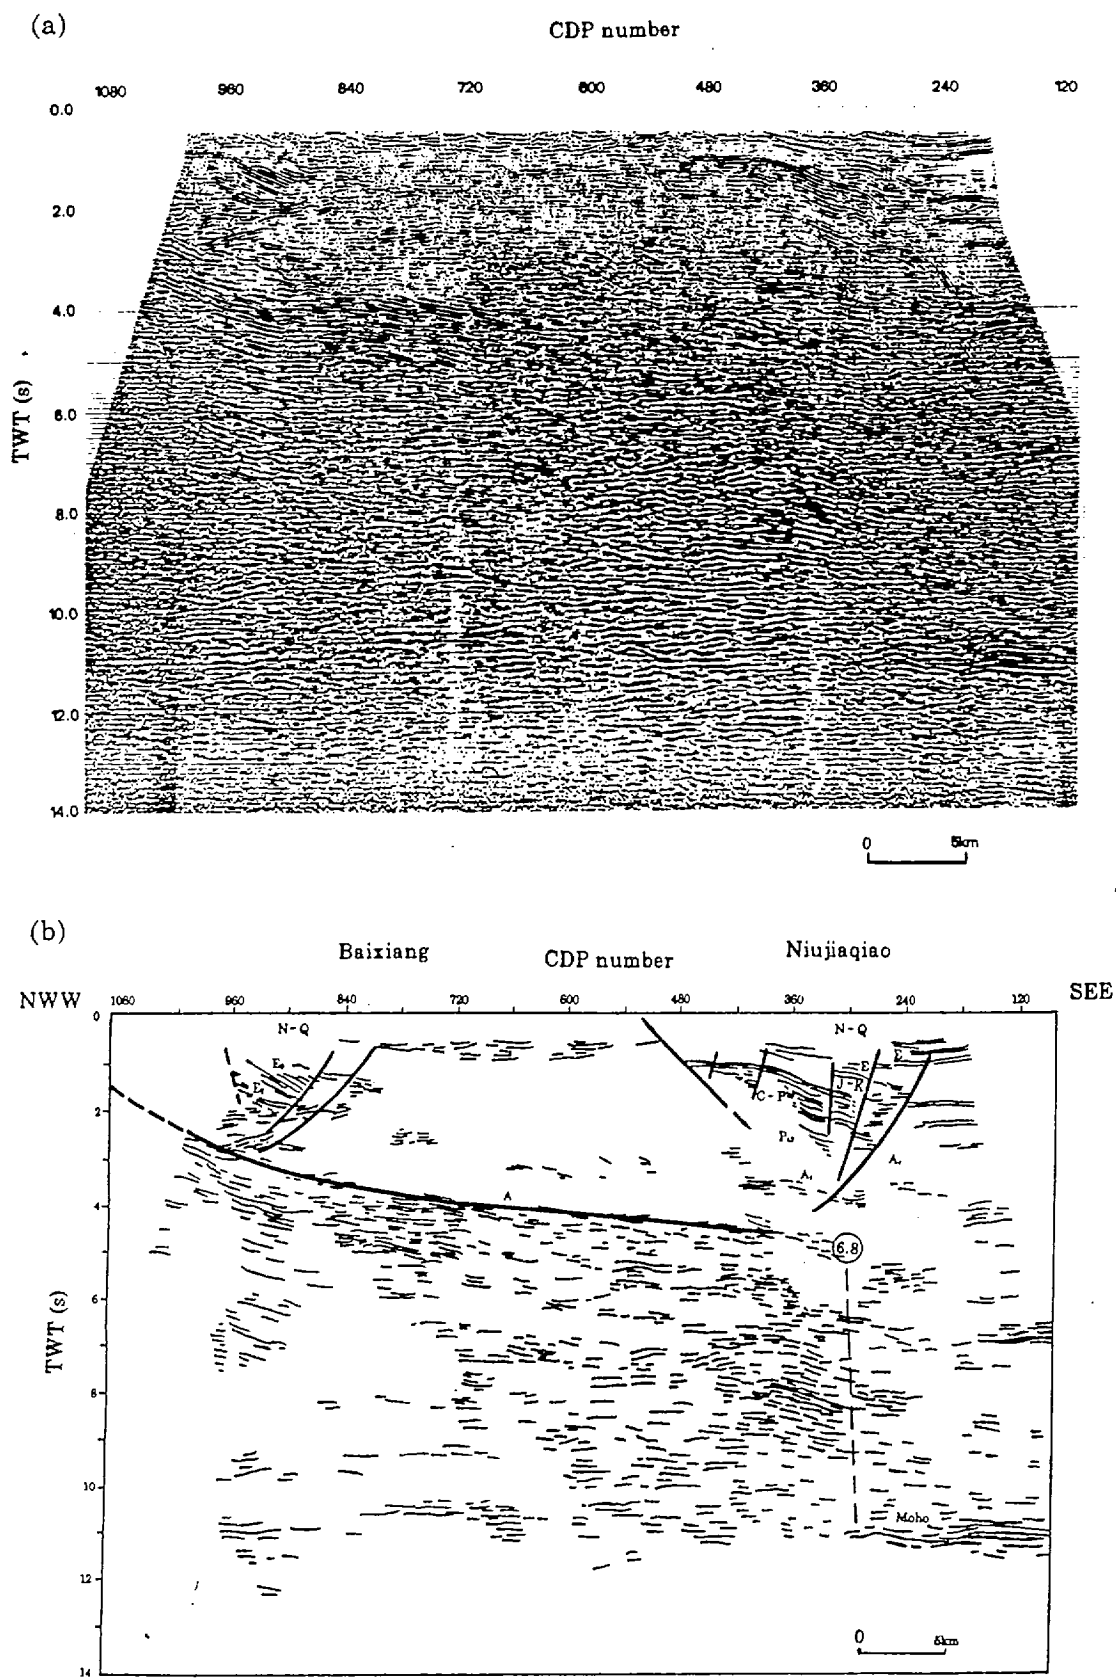 (a)
CDP number
1080 960 840 720 600 480 360 240 120
0.0
2.0
4.0
6.0
8.0
10.0
12.0
14.0
TWT (s)
0 5km
(b)
Baixiang CDP number Niujiaqiao
NWW SEE
1060 960 840 720 600 480 360 240 120
0
2
4
6
8
10
12
14
TWT (s)
N-Q N-Q
E E
J-K
C-P
A
6.8
Moho
0 5km